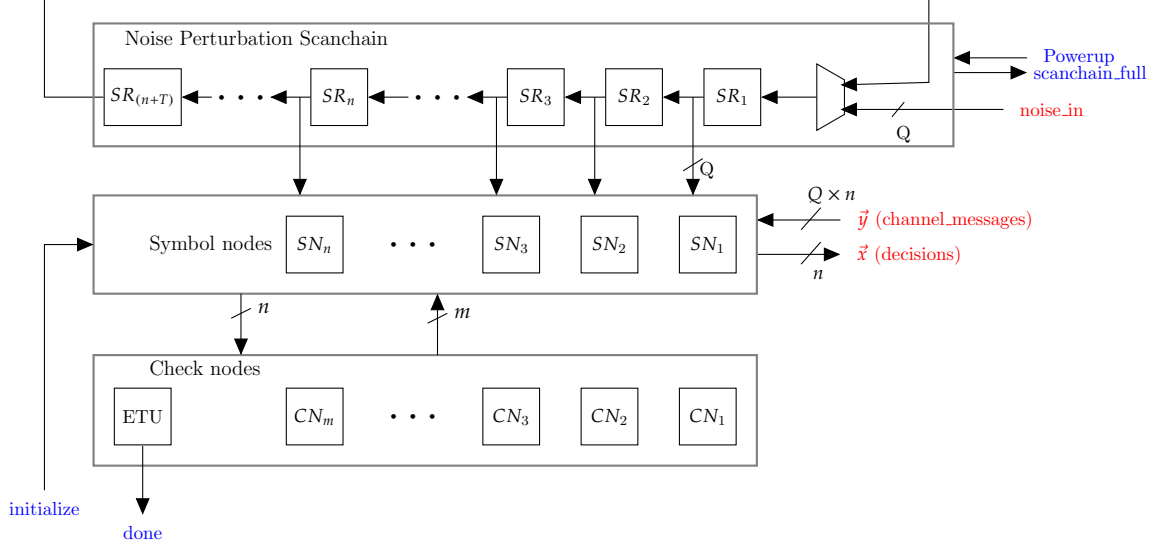 Noise Perturbation Scanchain
Powerup
scanchain_full
SR(n+T) SRn SR3 SR2 SR1
noise_in
Q
Q
Q × n
Symbol nodes SNn SN3 SN2 SN1
y⃗ (channel_messages)
x⃗ (decisions)
n
n
m
Check nodes
ETU CNm CN3 CN2 CN1
initialize
done